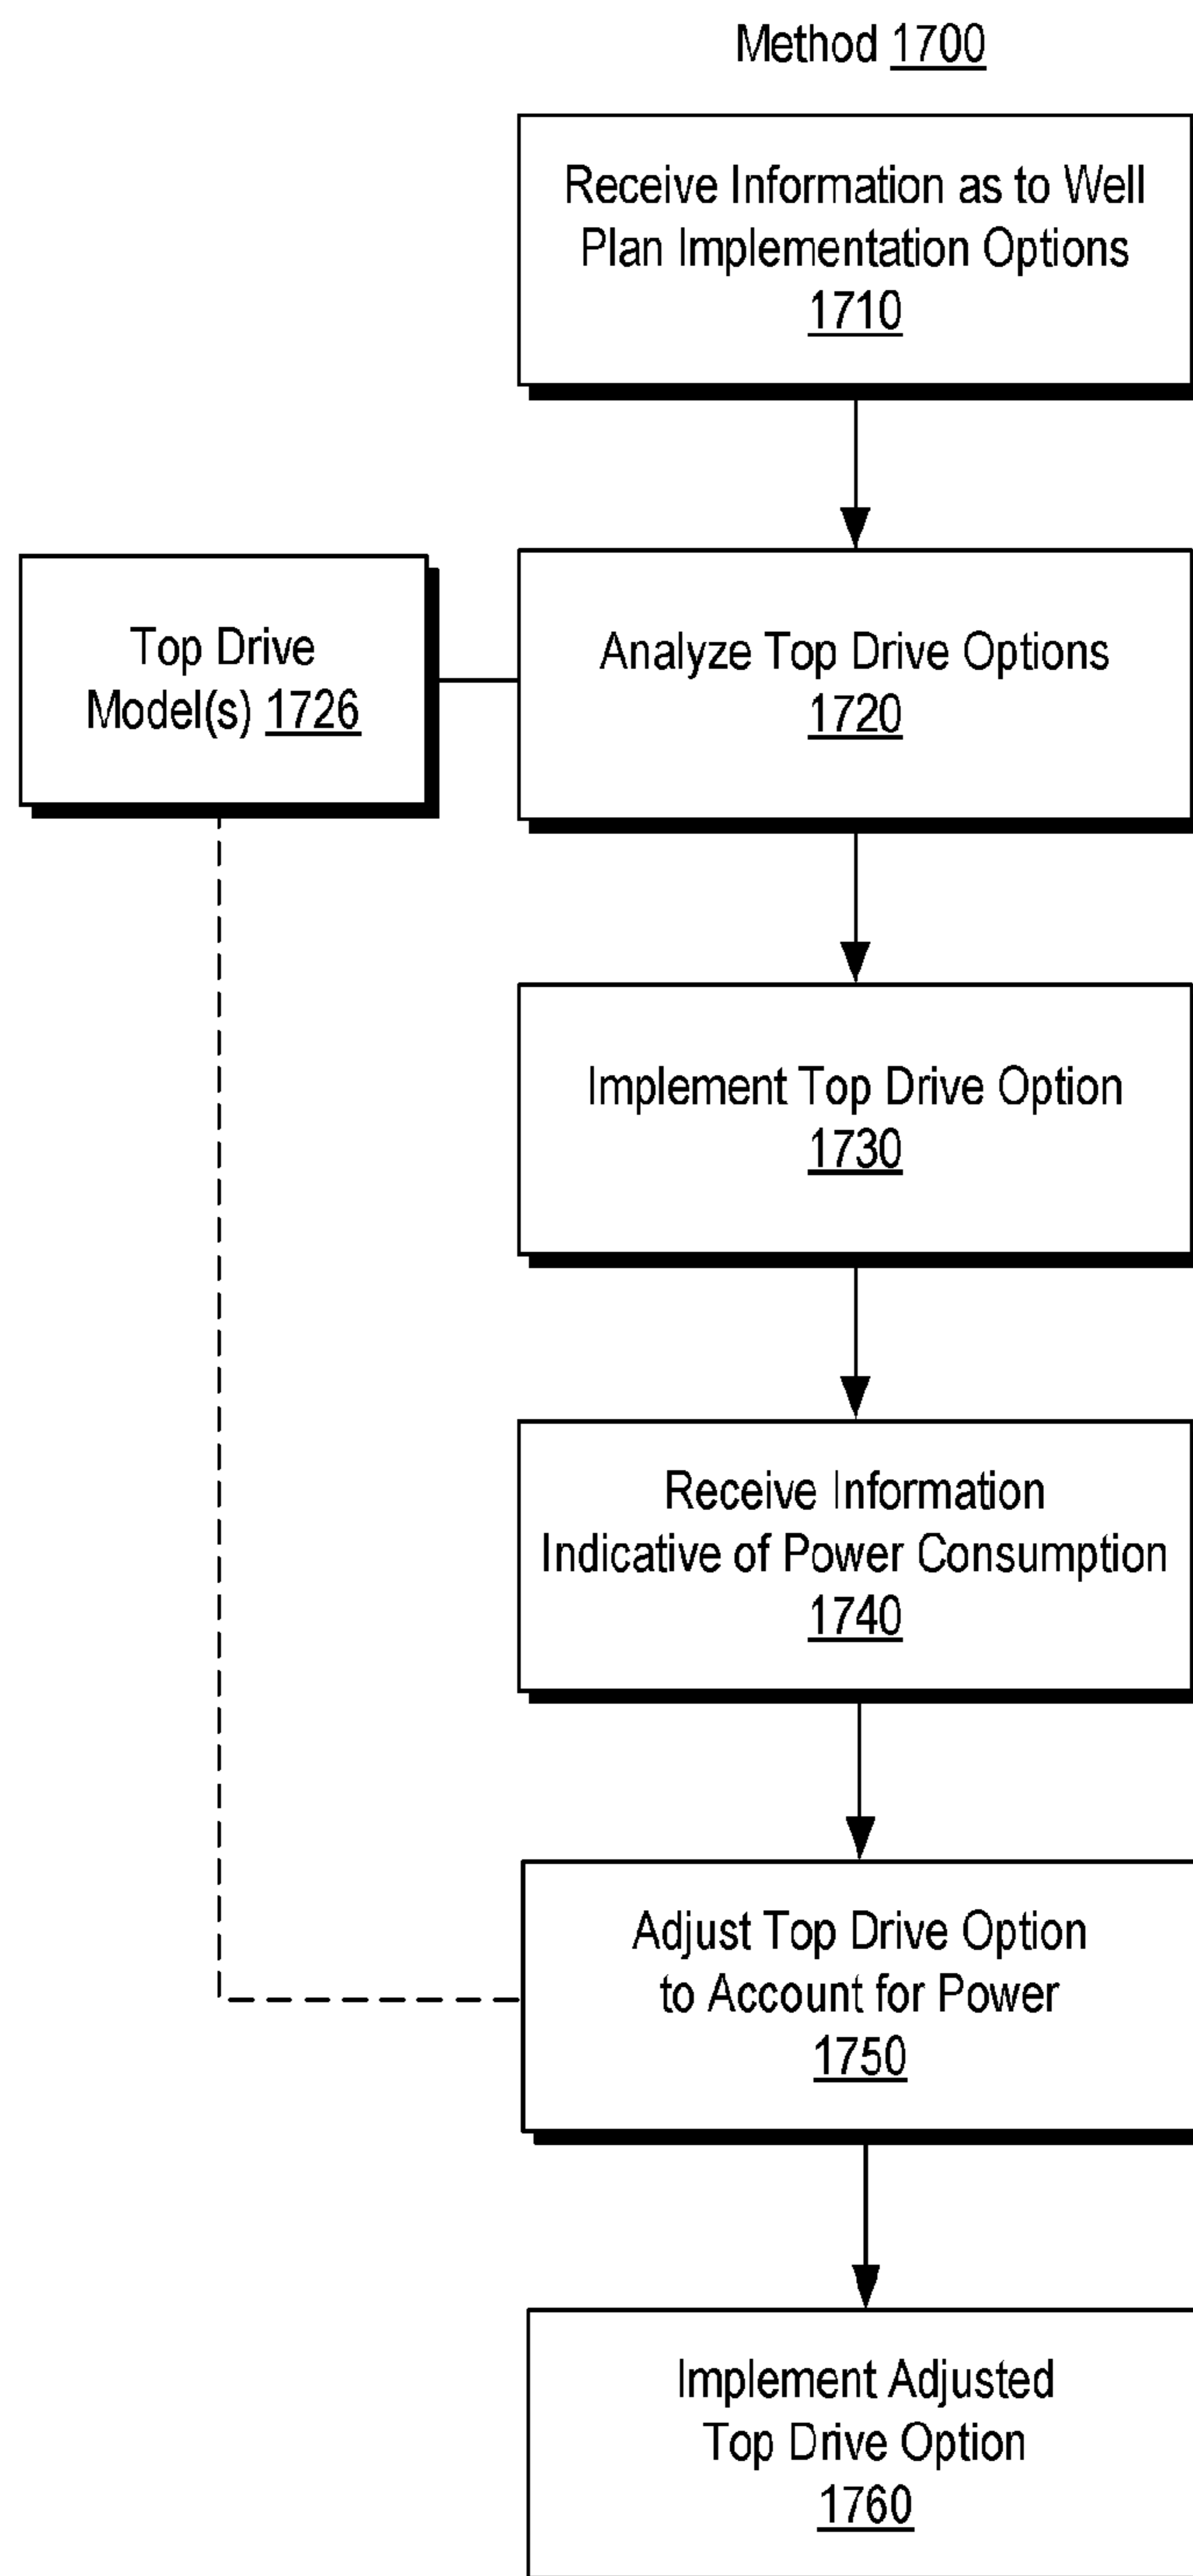 Method 1700
Receive Information as to Well
Plan Implementation Options
1710
Top Drive
Model(s) 1726
Analyze Top Drive Options
1720
Implement Top Drive Option
1730
Receive Information
Indicative of Power Consumption
1740
Adjust Top Drive Option
to Account for Power
1750
Implement Adjusted
Top Drive Option
1760